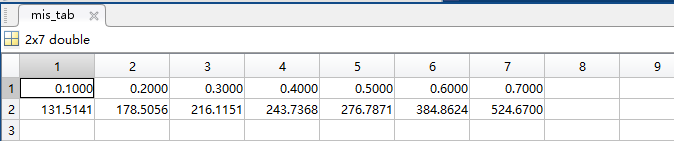 mis_tab
2x7 double
1 2 3 4 5 6 7 8 9
1 0.1000 0.2000 0.3000 0.4000 0.5000 0.6000 0.7000
2 131.5141 178.5056 216.1151 243.7368 276.7871 384.8624 524.6700
3